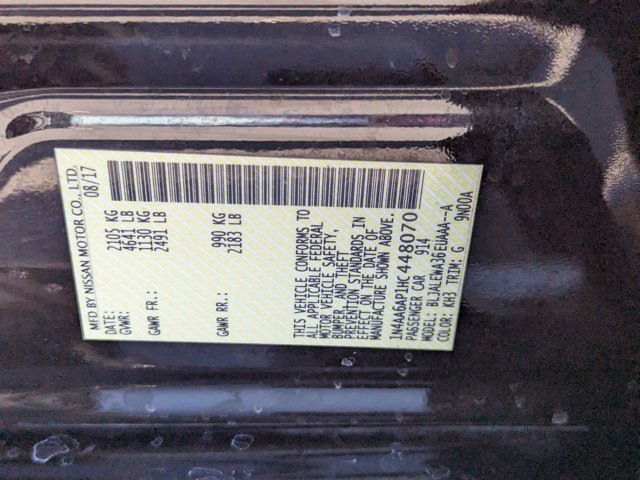 MFD BY NISSAN MOTOR CO., LTD.
DATE: 08/17
GVWR: 2105 KG
4641 LB
GAWR FR: 1130 KG
2491 LB
GAWR RR: 990 KG
2183 LB
THIS VEHICLE CONFORMS TO
ALL APPLICABLE FEDERAL
MOTOR VEHICLE SAFETY,
BUMPER, AND THEFT
PREVENTION STANDARDS IN
EFFECT ON THE DATE OF
MANUFACTURE SHOWN ABOVE.
1N4AA6AP1HC448070
PASSENGER CAR 914
MODEL: BLJALEWA36EUAAA--A
COLOR: KH3 TRIM: G 9N00A